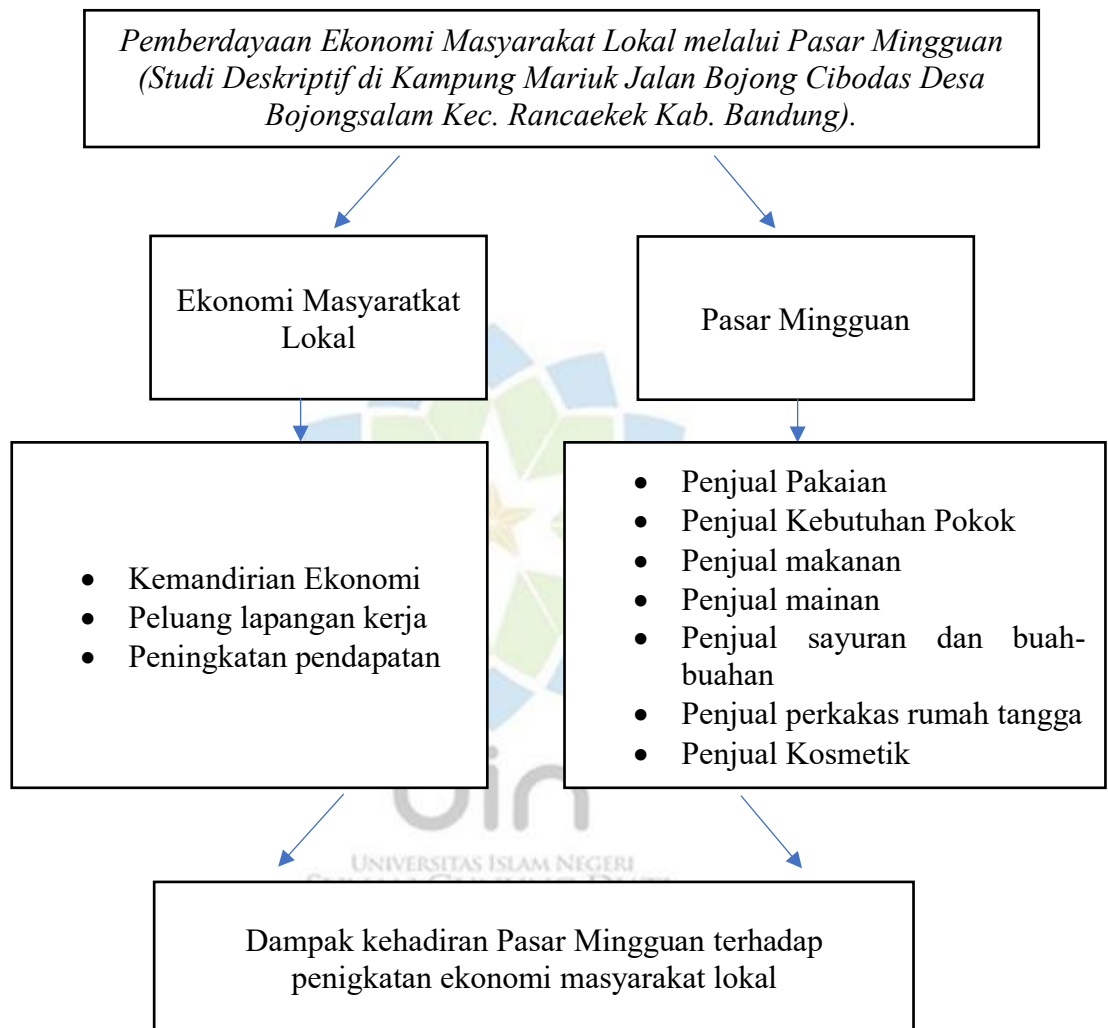 Pemberdayaan Ekonomi Masyarakat Lokal melalui Pasar Mingguan
(Studi Deskriptif di Kampung Mariuk Jalan Bojong Cibodas Desa
Bojongsalam Kec. Rancaekek Kab. Bandung).
Ekonomi Masyaratkat
Lokal
Pasar Mingguan
• Kemandirian Ekonomi
• Peluang lapangan kerja
• Peningkatan pendapatan
• Penjual Pakaian
• Penjual Kebutuhan Pokok
• Penjual makanan
• Penjual mainan
• Penjual sayuran dan buah-
buahan
• Penjual perkakas rumah tangga
• Penjual Kosmetik
uin
UNIVERSITAS ISLAM NEGERI
Dampak kehadiran Pasar Mingguan terhadap
penigkatan ekonomi masyarakat lokal